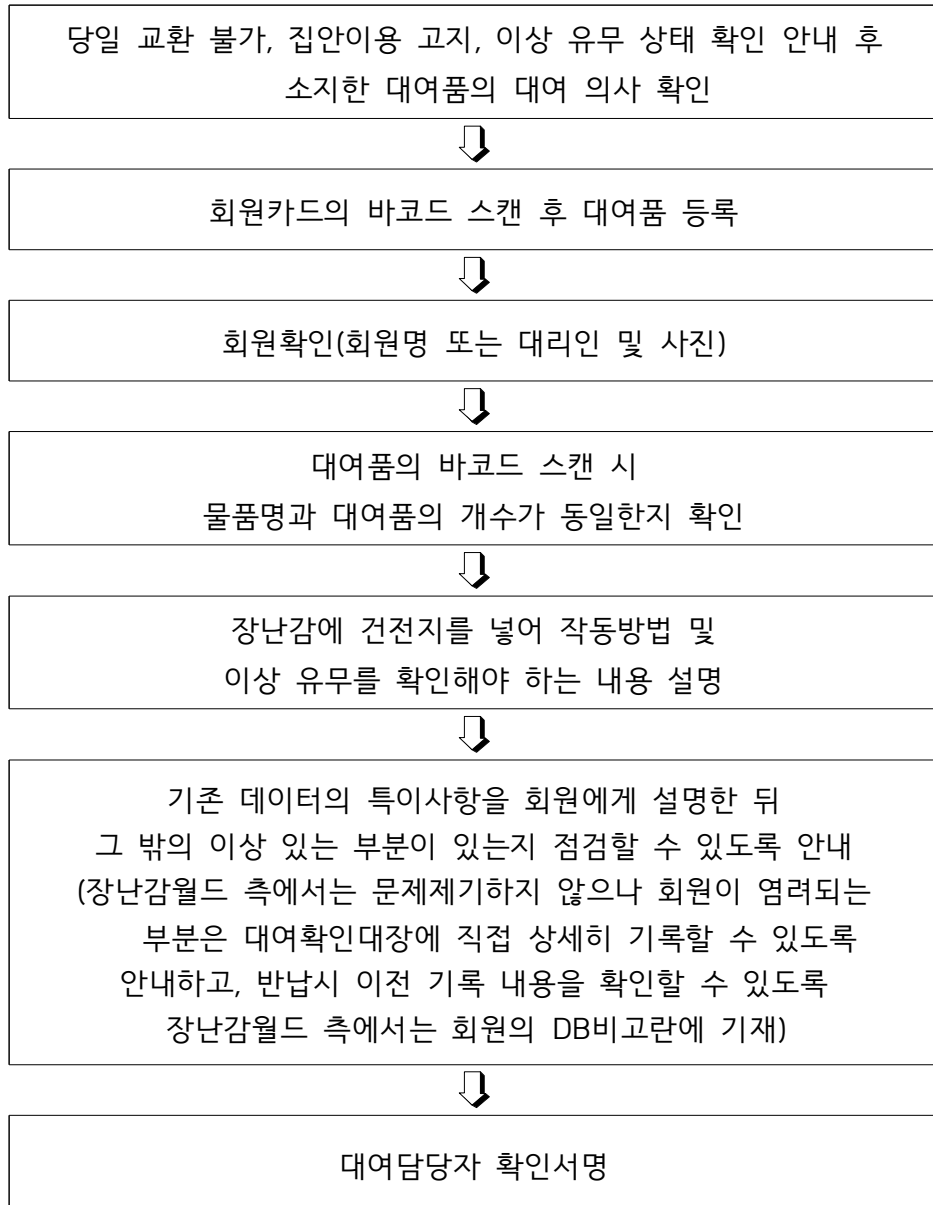 당일 교환 불가, 집안이용 고지, 이상 유무 상태 확인 안내 후
소지한 대여품의 대여 의사 확인
회원카드의 바코드 스캔 후 대여품 등록
회원확인(회원명 또는 대리인 및 사진)
대여품의 바코드 스캔 시
물품명과 대여품의 개수가 동일한지 확인
장난감에 건전지를 넣어 작동방법 및
이상 유무를 확인해야 하는 내용 설명
기존 데이터의 특이사항을 회원에게 설명한 뒤
그 밖의 이상 있는 부분이 있는지 점검할 수 있도록 안내
(장난감월드 측에서는 문제제기하지 않으나 회원이 염려되는
부분은 대여확인대장에 직접 상세히 기록할 수 있도록
안내하고, 반납시 이전 기록 내용을 확인할 수 있도록
장난감월드 측에서는 회원의 DB비고란에 기재)
대여담당자 확인서명